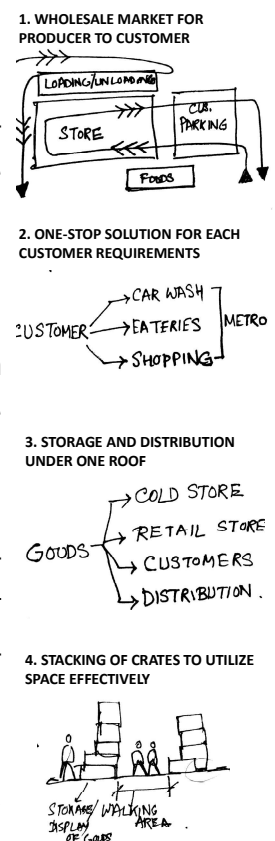 1. WHOLESALE MARKET FOR
PRODUCER TO CUSTOMER
LOADING/UNLOADING
CUS.
PARKING
STORE
FOODS
2. ONE-STOP SOLUTION FOR EACH
CUSTOMER REQUIREMENTS
CAR WASH
CUSTOMER
EATERIES
METRO
SHOPPING
3. STORAGE AND DISTRIBUTION
UNDER ONE ROOF
COLD STORE
RETAIL STORE
GOODS
CUSTOMERS
DISTRIBUTION.
4. STACKING OF CRATES TO UTILIZE
SPACE EFFECTIVELY
STORAGE/ WALKING
DISPLAY AREA
OF GOODS